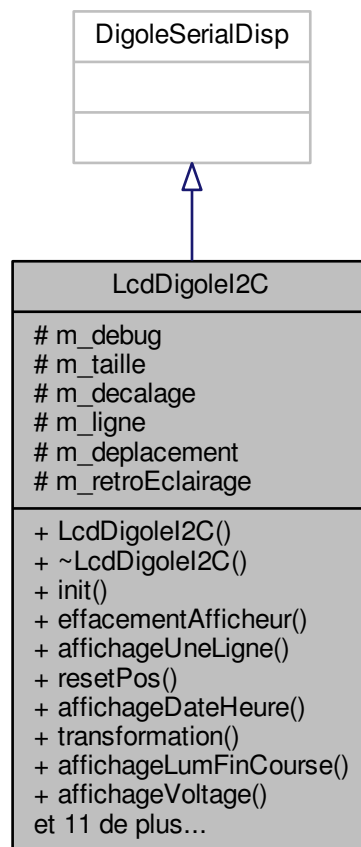 DigoleSerialDisp
LcdDigoleI2C
# m_debug
# m_taille
# m_decalage
# m_ligne
# m_deplacement
# m_retroEclairage
+ LcdDigoleI2C()
+ ~LcdDigoleI2C()
+ init()
+ effacementAfficheur()
+ affichageUneLigne()
+ resetPos()
+ affichageDateHeure()
+ transformation()
+ affichageLumFinCourse()
+ affichageVoltage()
et 11 de plus...